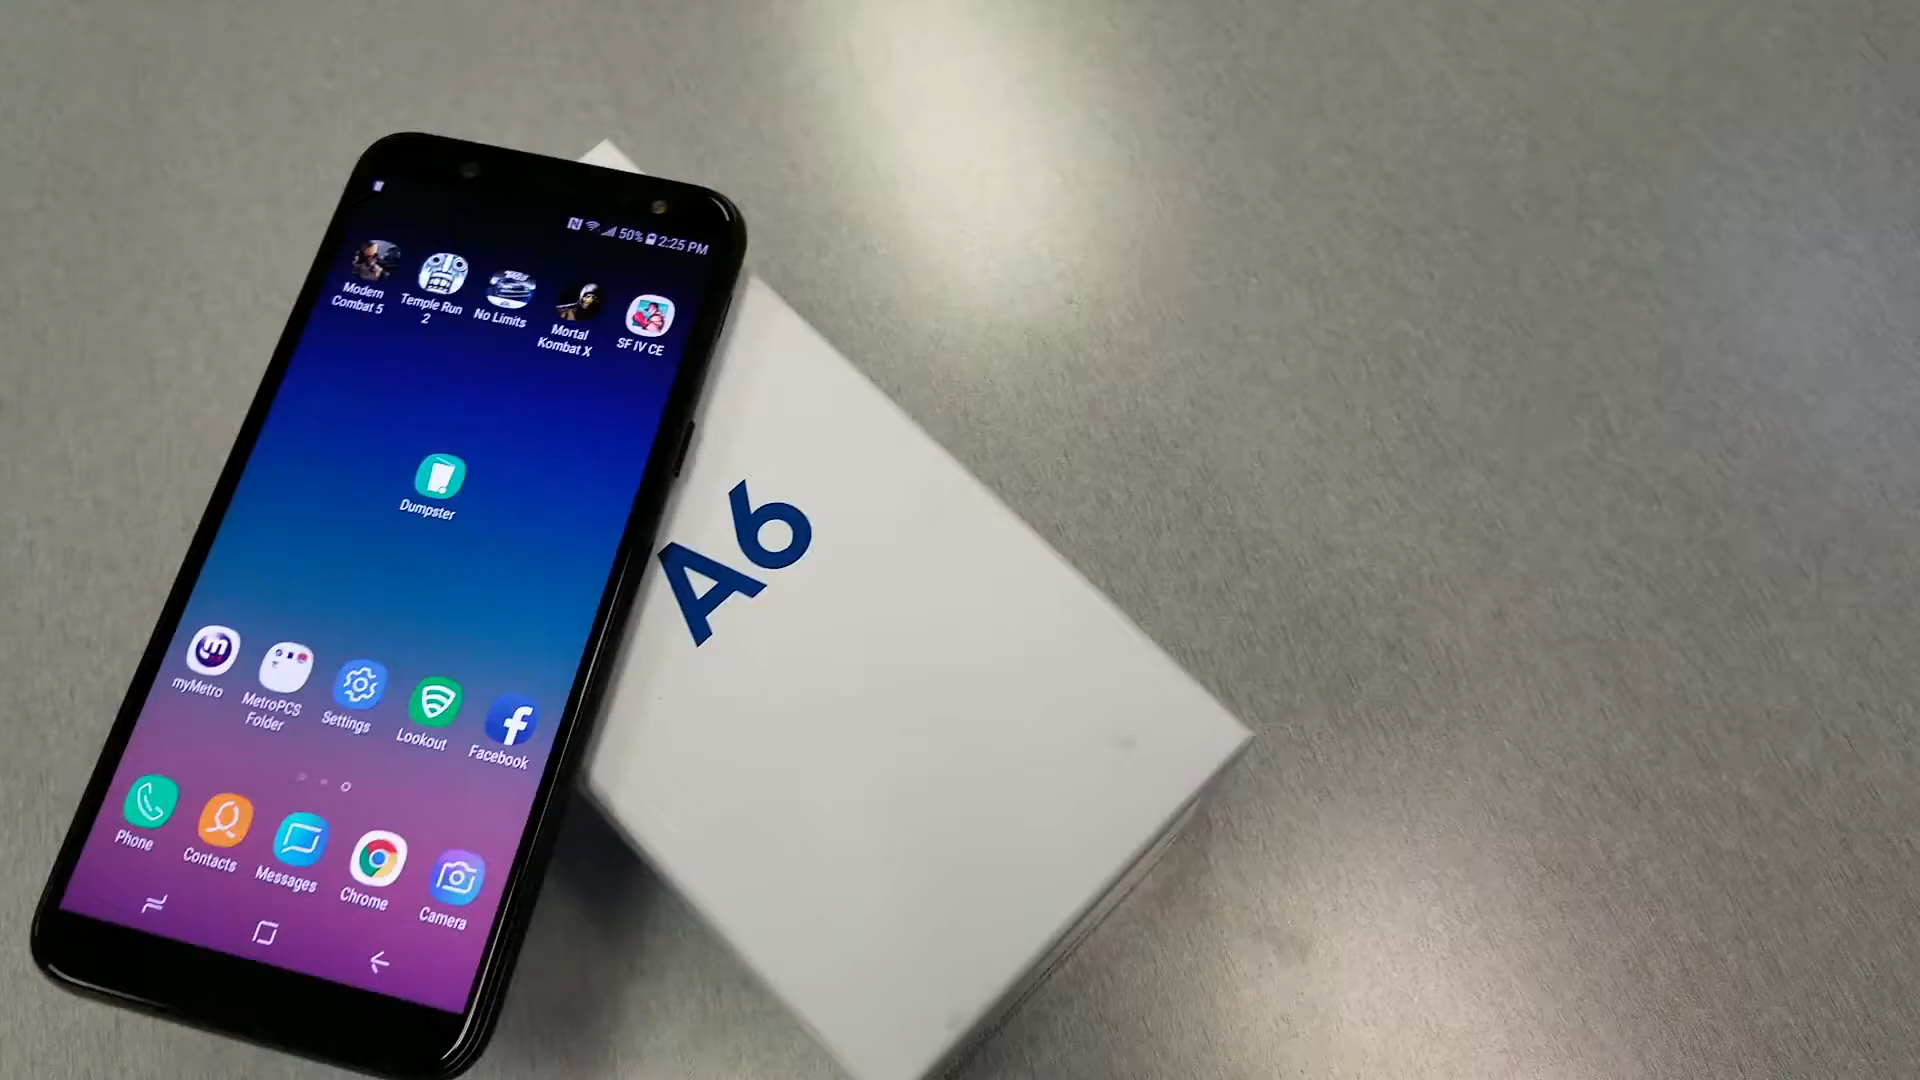 50% 2:25 PM
Modern
Combat 5
Temple Run
2
No Limits
Mortal
Kombat X
SF IV CE
Dumpster
A6
myMetro
MetroPCS
Folder
Settings
Lookout
Facebook
Phone
Contacts
Messages
Chrome
Camera